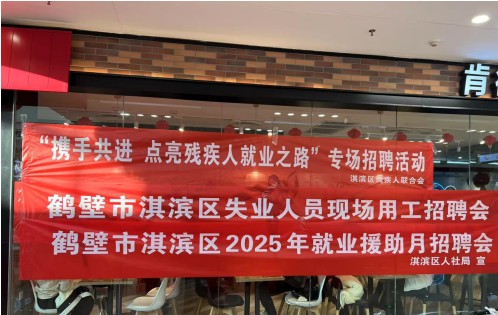 肯
“携手共进 点亮残疾人就业之路”专场招聘活动
淇滨区残疾人联合会
鹤壁市淇滨区失业人员现场用工招聘会
鹤壁市淇滨区2025年就业援助月招聘会
淇滨区人社局 宣